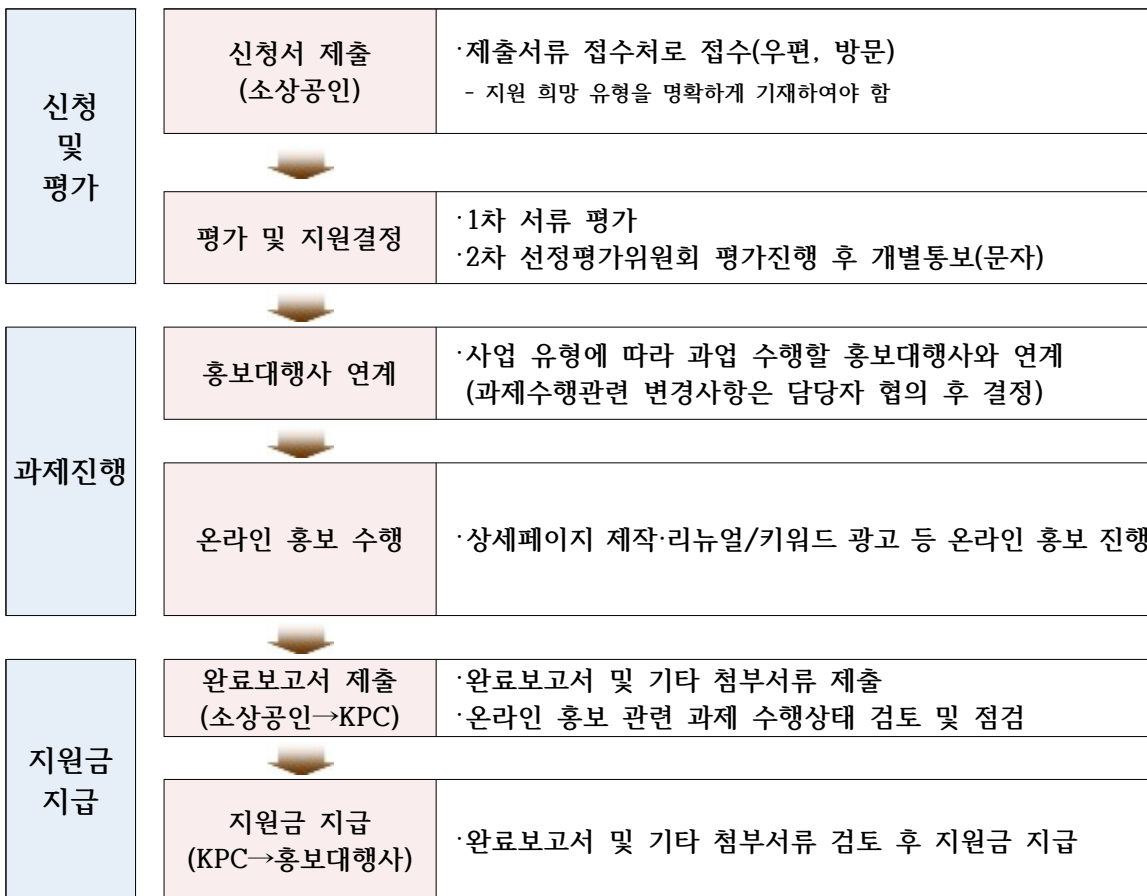 신청
및
평가
신청서 제출
(소상공인)
·제출서류 접수처로 접수(우편, 방문)
- 지원 희망 유형을 명확하게 기재하여야 함
평가 및 지원결정
·1차 서류 평가
·2차 선정평가위원회 평가진행 후 개별통보(문자)
과제진행
홍보대행사 연계
·사업 유형에 따라 과업 수행할 홍보대행사와 연계
(과제수행관련 변경사항은 담당자 협의 후 결정)
온라인 홍보 수행
·상세페이지 제작·리뉴얼/키워드 광고 등 온라인 홍보 진행
지원금
지급
완료보고서 제출
(소상공인→KPC)
·완료보고서 및 기타 첨부서류 제출
·온라인 홍보 관련 과제 수행상태 검토 및 점검
지원금 지급
(KPC→홍보대행사)
·완료보고서 및 기타 첨부서류 검토 후 지원금 지급